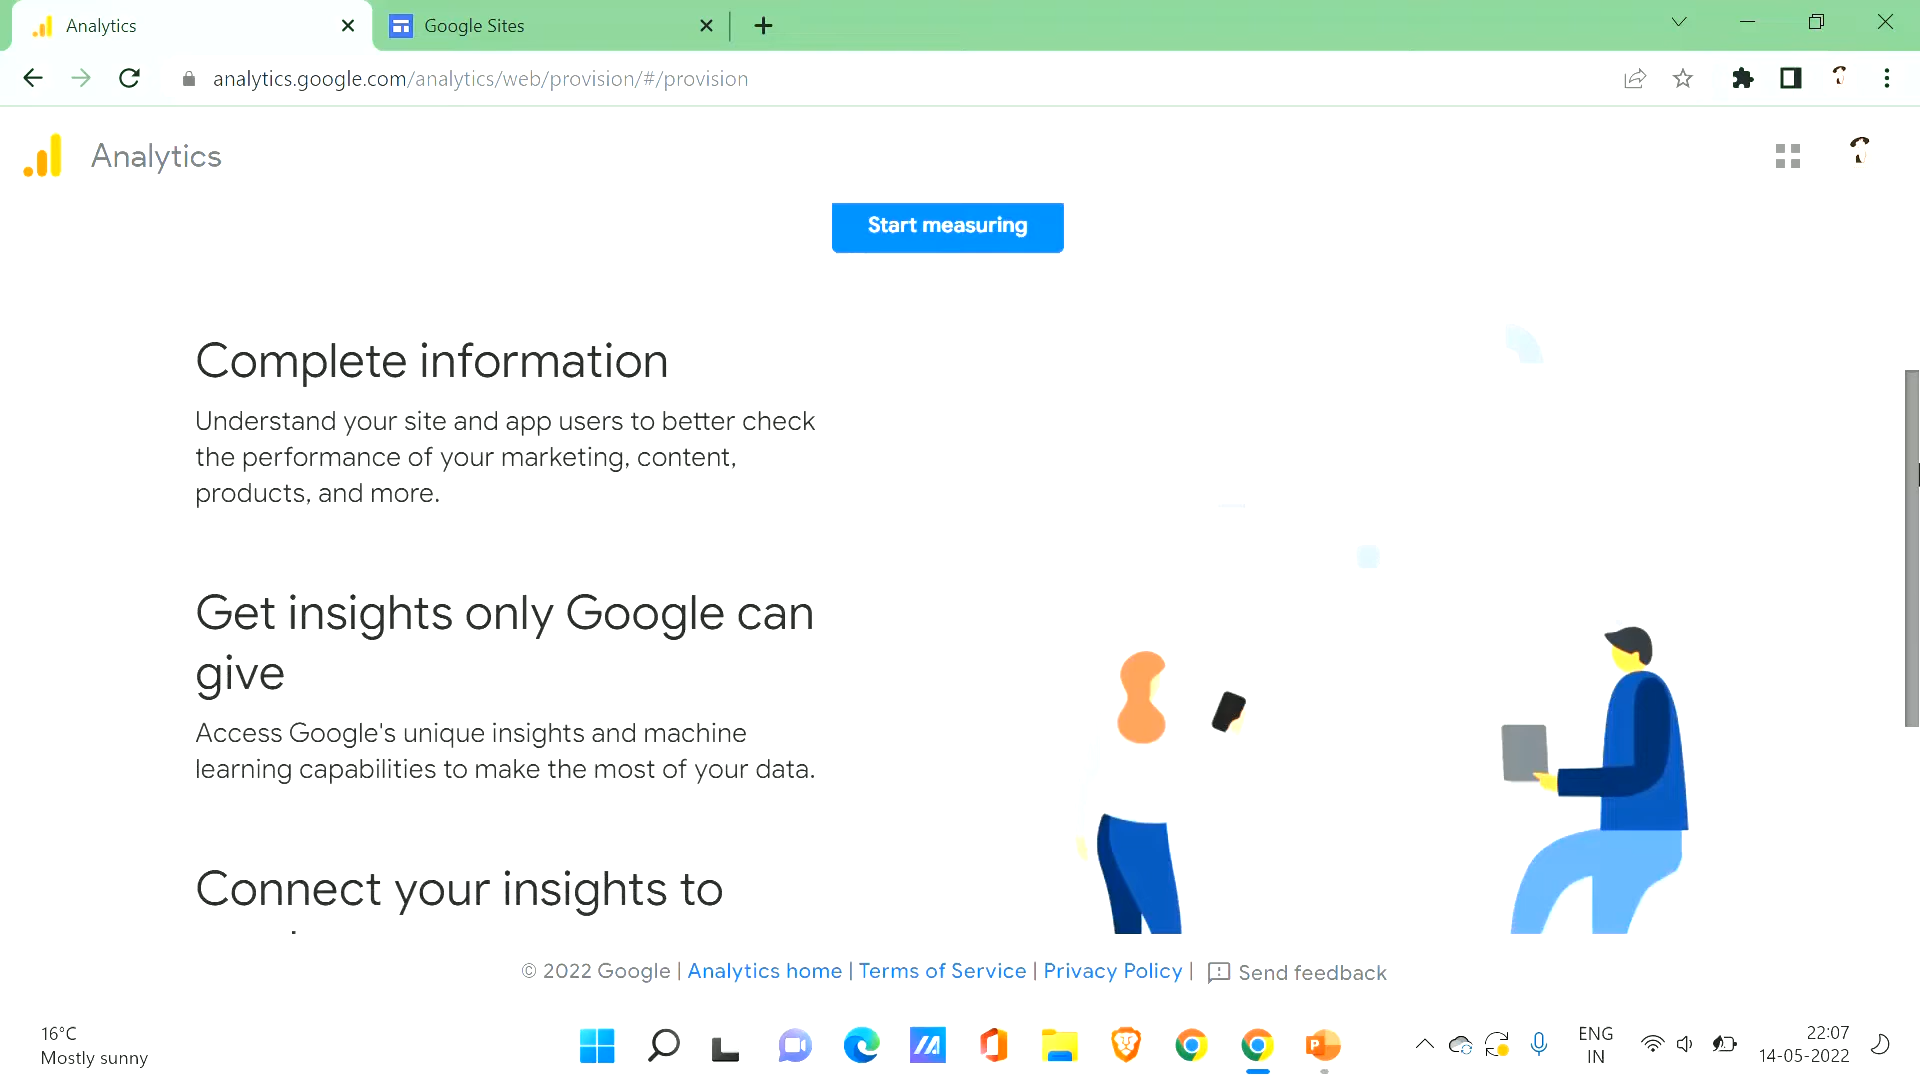 Analytics
Google Sites
analytics.google.com/analytics/web/provision/#/provision
Analytics
Start measuring
Complete information
Understand your site and app users to better check
the performance of your marketing, content,
products, and more.
Get insights only Google can
give
Access Google's unique insights and machine
learning capabilities to make the most of your data.
Connect your insights to
© 2022 Google | Analytics home | Terms of Service | Privacy Policy | Send feedback
16°C
Mostly sunny
ENG
IN
22:07
14-05-2022